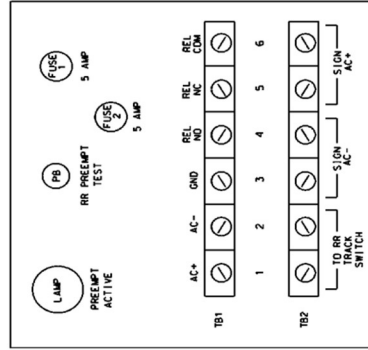 LAMP
PREEMPT
ACTIVE
PB
RR PREEMPT
TEST
FUSE
2
5 AMP
FUSE
1
5 AMP
AC+
AC-
GND
REL
NO
REL
NC
REL
COM
TB1
1
2
3
4
5
6
TB2
TO RR
TRACK
SWITCH
SIGN
AC-
SIGN
AC+